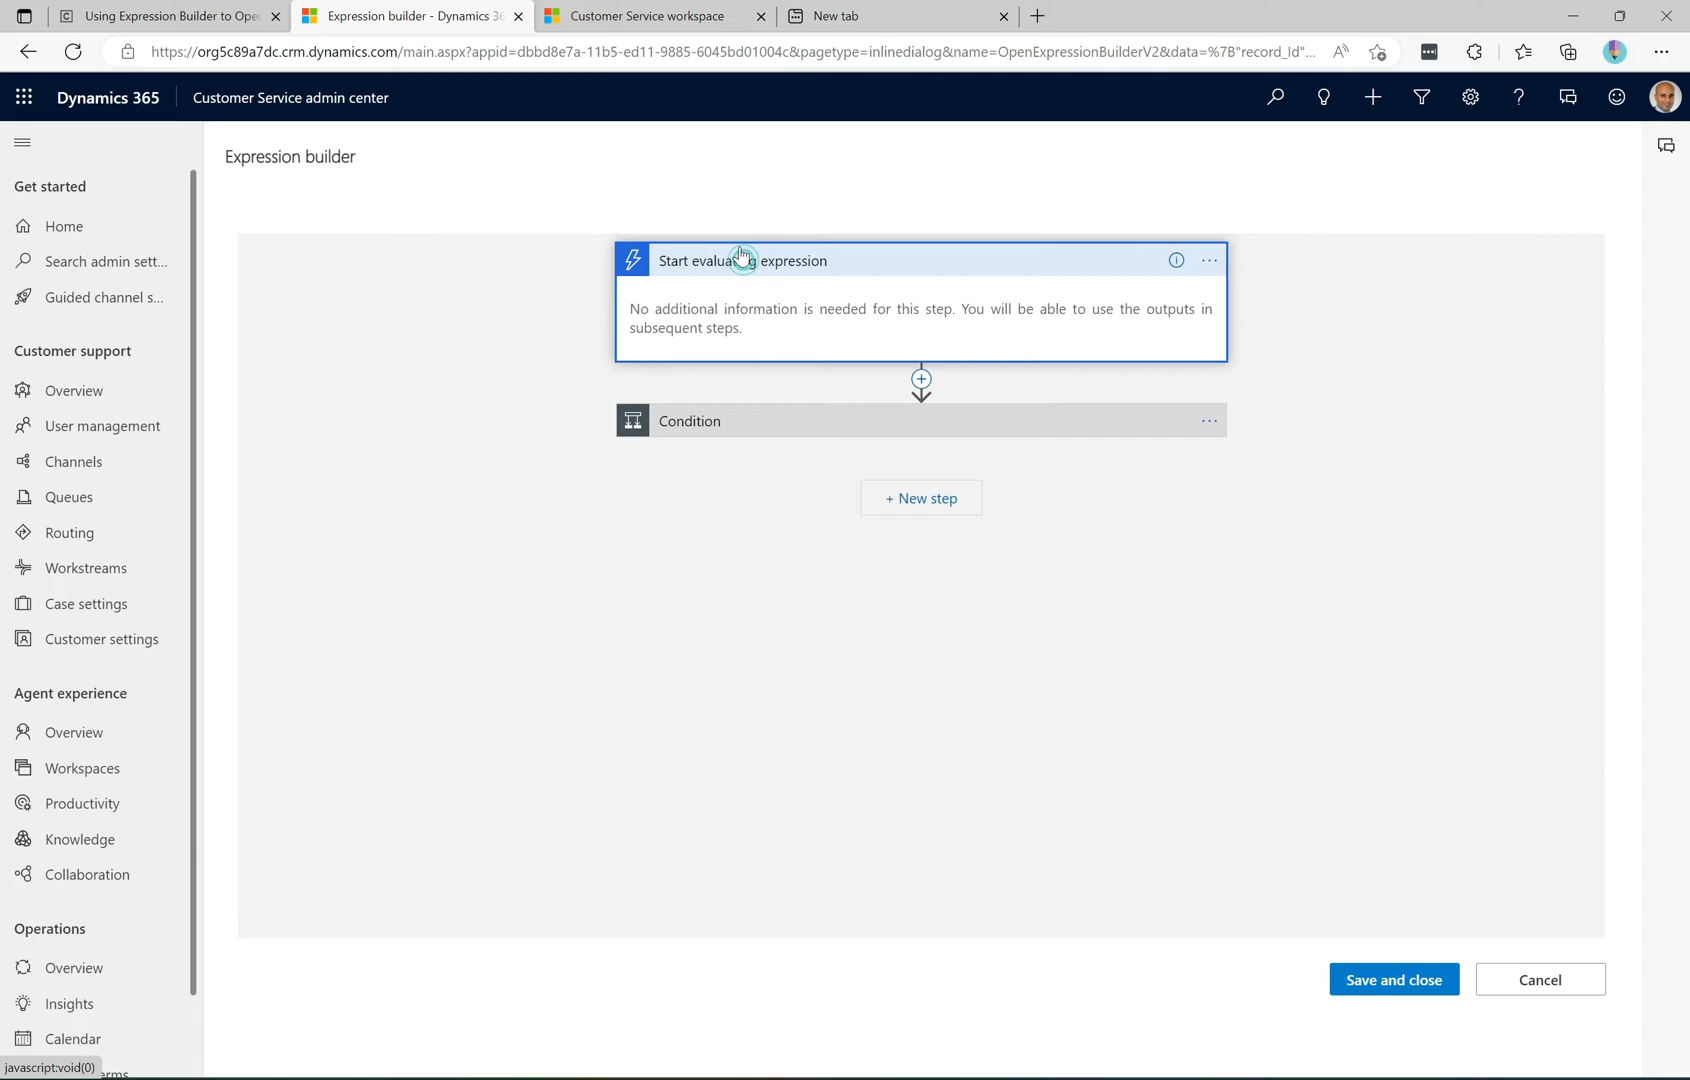 Using Expression Builder to Ope
Expression builder - Dynamics 36
Customer Service workspace
New tab
https://org5c89a7dc.crm.dynamics.com/main.aspx?appid=dbbd8e7a-11b5-ed11-9885-6045bd01004c&pagetype=inlinedialog&name=OpenExpressionBuilderV2&data=%7B"record_Id"...
Dynamics 365
Customer Service admin center
Expression builder
Get started
Home
Search admin sett...
Guided channel s...
Customer support
Overview
User management
Channels
Queues
Routing
Workstreams
Case settings
Customer settings
Agent experience
Overview
Workspaces
Productivity
Knowledge
Collaboration
Operations
Overview
Insights
Calendar
javascript:void(0)
Start evaluating expression
No additional information is needed for this step. You will be able to use the outputs in
subsequent steps.
Condition
+ New step
Save and close
Cancel